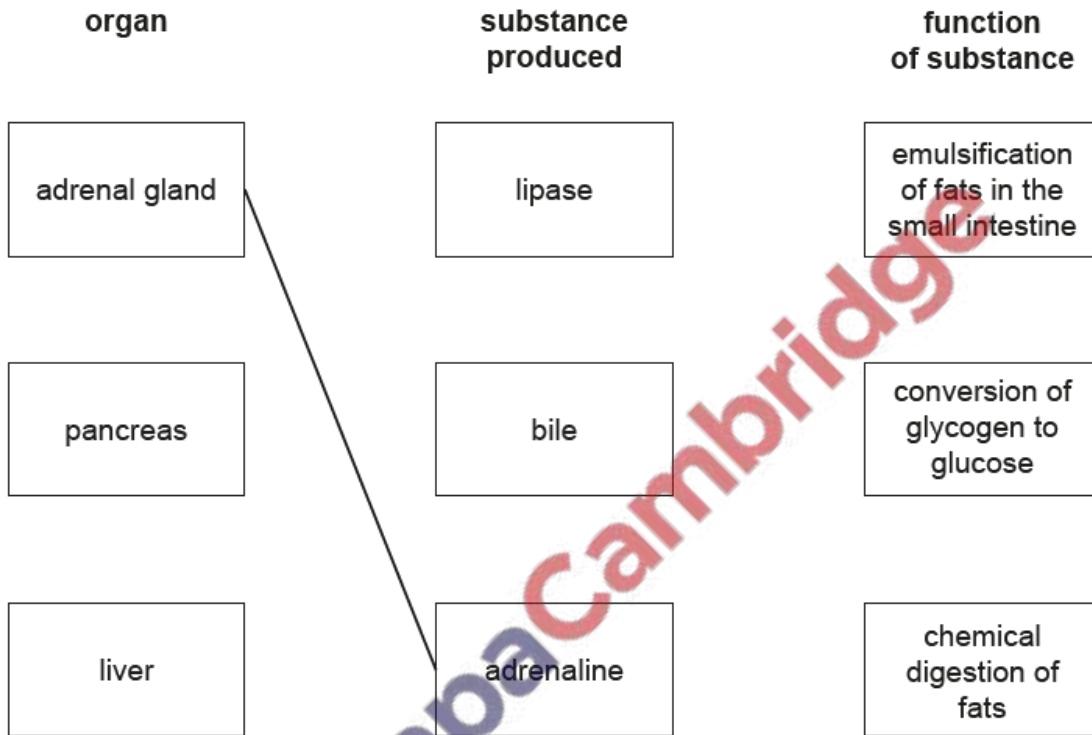 organ
substance
produced
function
of substance
adrenal gland
lipase
emulsification
of fats in the
small intestine
pancreas
bile
conversion of
glycogen to
glucose
liver
adrenaline
chemical
digestion of
fats
Cambridge